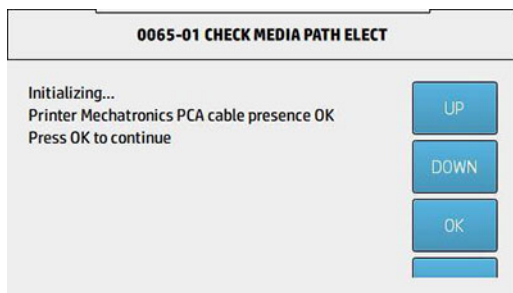 0065-01 CHECK MEDIA PATH ELECT
Initializing...
Printer Mechatronics PCA cable presence OK
Press OK to continue
UP
DOWN
OK